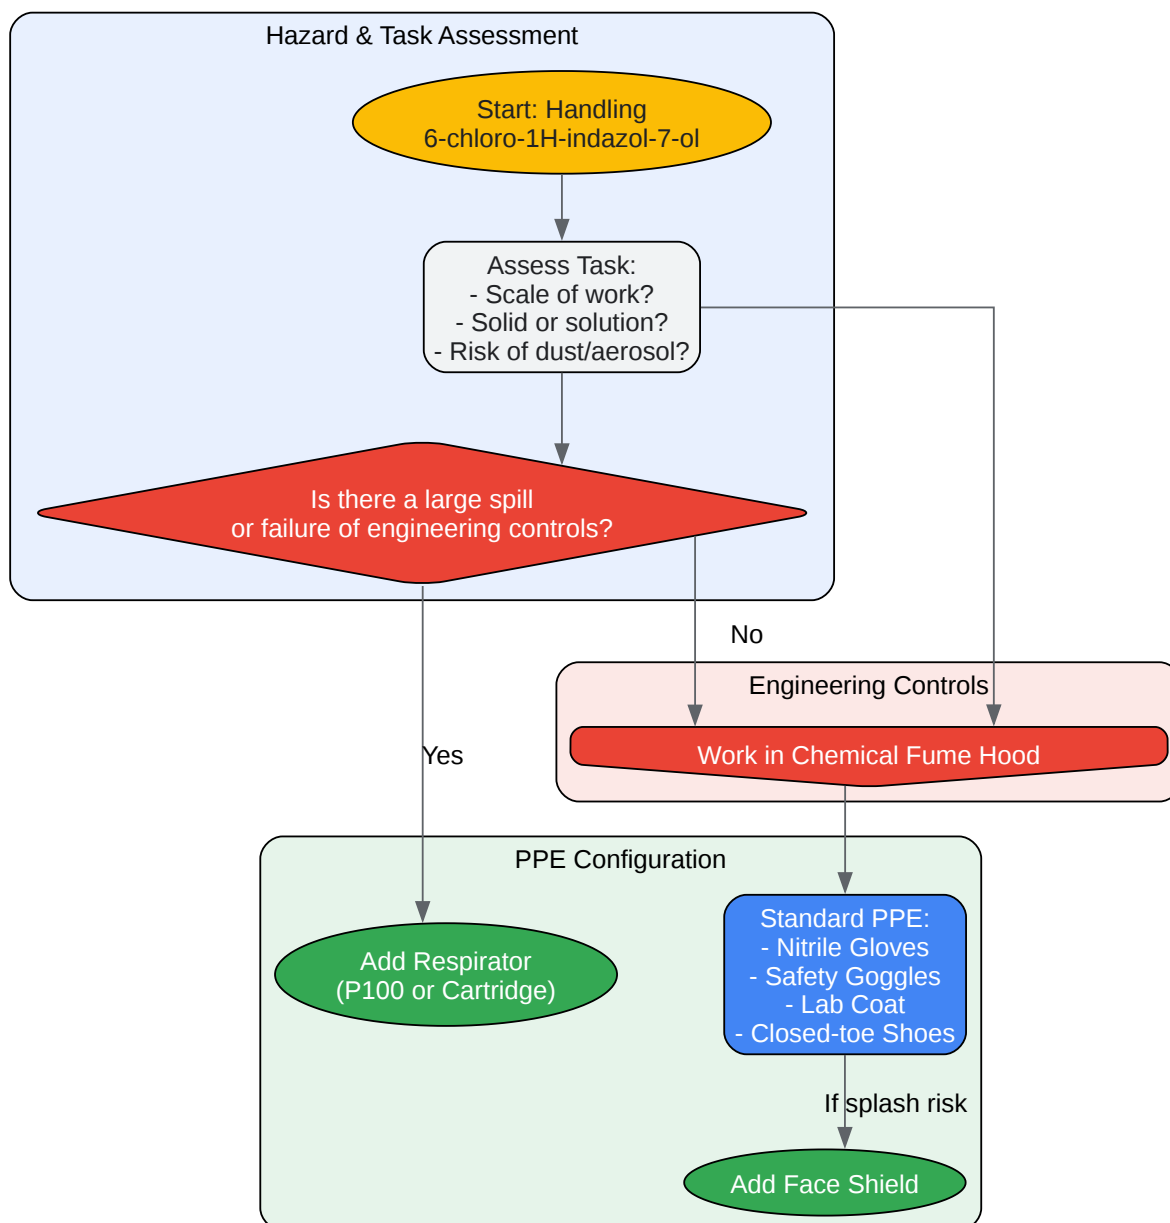 Hazard & Task Assessment
Start: Handling
6-chloro-1H-indazol-7-ol
Assess Task:
- Scale of work?
- Solid or solution?
- Risk of dust/aerosol?
Is there a large spill
or failure of engineering controls?
No
Engineering Controls
Work in Chemical Fume Hood
Yes
PPE Configuration
Add Respirator
(P100 or Cartridge)
Standard PPE:
- Nitrile Gloves
- Safety Goggles
- Lab Coat
- Closed-toe Shoes
If splash risk
Add Face Shield